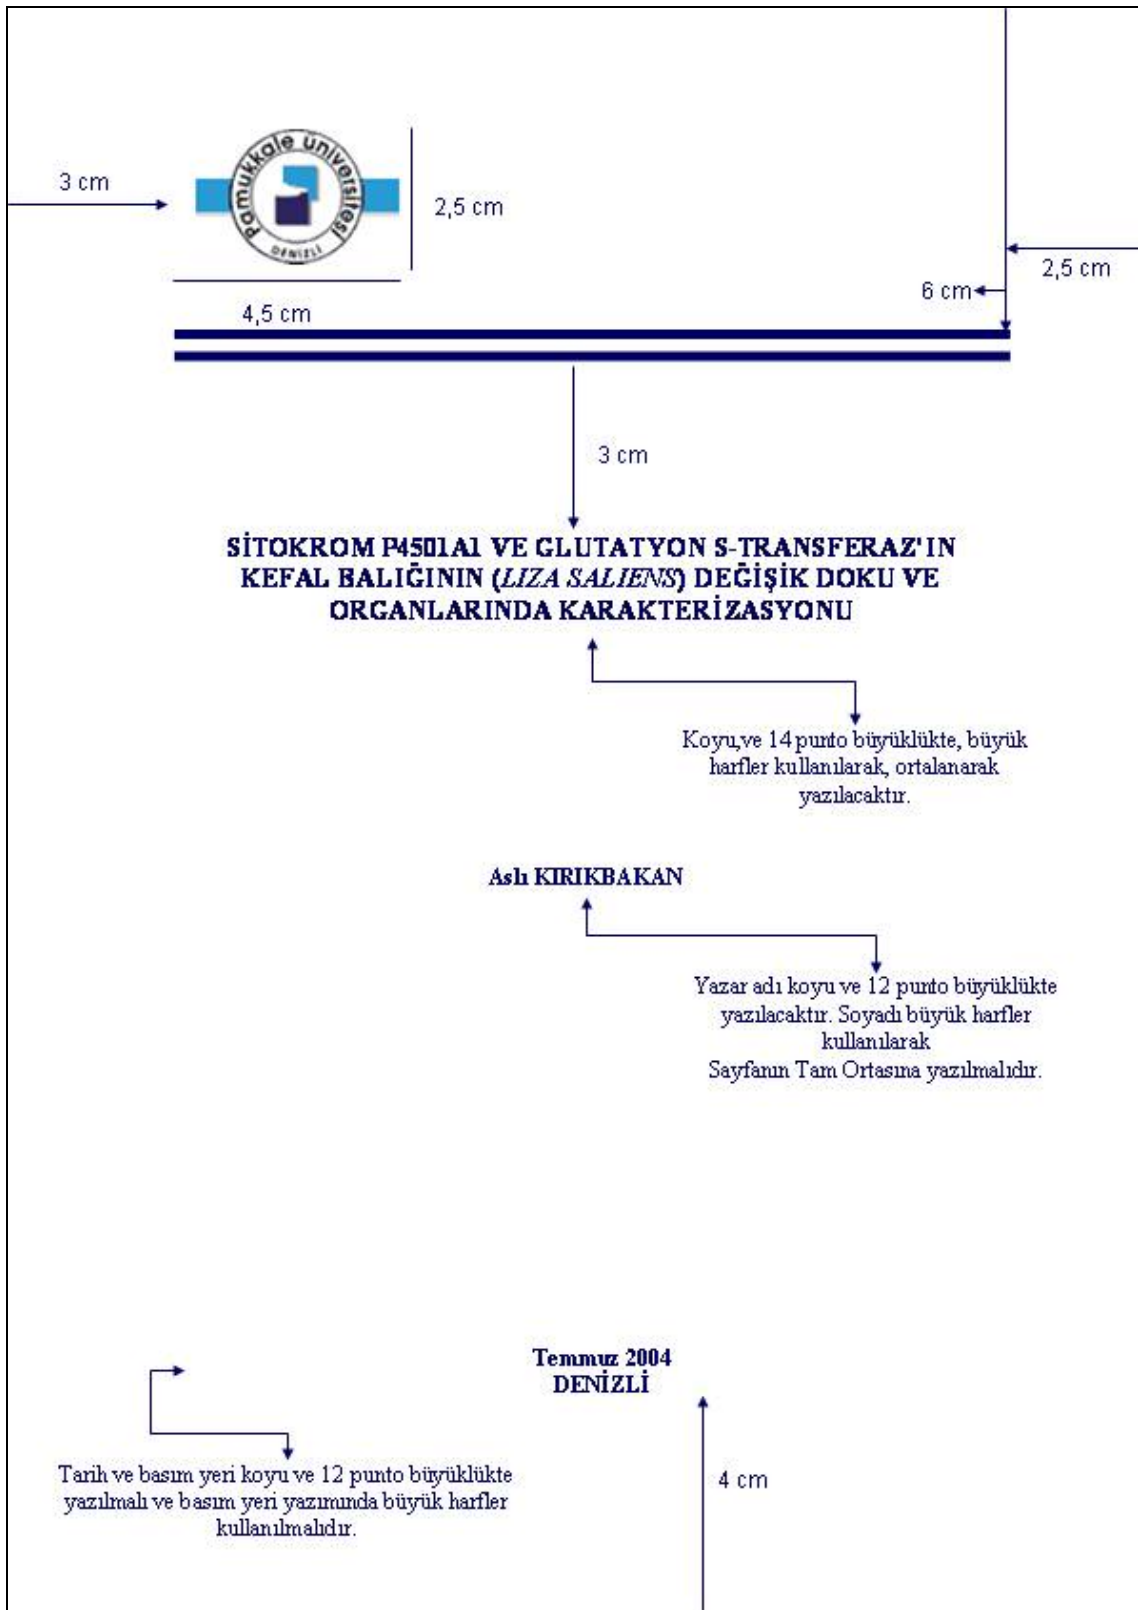 Pamukkale Üniversitesi
DENİZLİ
3 cm
2,5 cm
2,5 cm
6 cm
4,5 cm
3 cm
SİTOKROM P4501A1 VE GLUTATYON S-TRANSFERAZ'IN
KEFAL BALIĞININ (LIZA SALIENS) DEĞİŞİK DOKU VE
ORGANLARINDA KARAKTERİZASYONU
Koyu,ve 14 punto büyüklükte, büyük
harfler kullanılarak, ortalanarak
yazılacaktır.
Aslı KIRIKBAKAN
Yazar adı koyu ve 12 punto büyüklükte
yazılacaktır. Soyadı büyük harfler
kullanılarak
Sayfanın Tam Ortasına yazılmalıdır.
Temmuz 2004
DENİZLİ
Tarih ve basım yeri koyu ve 12 punto büyüklükte
yazılmalı ve basım yeri yazımında büyük harfler
kullanılmalıdır.
4 cm